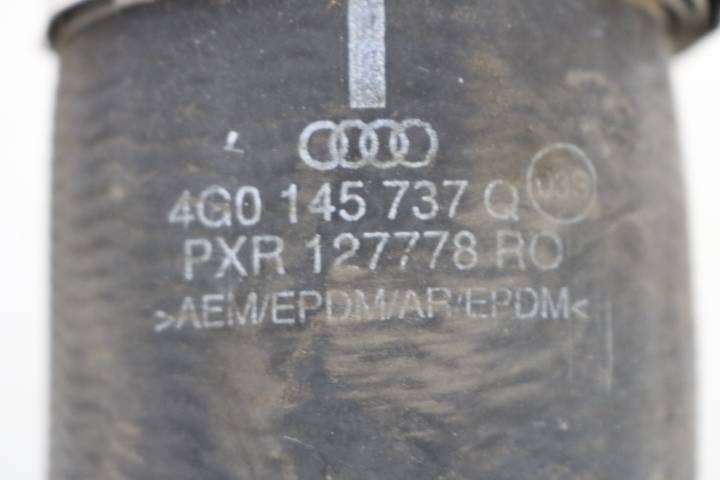 4G0 145 737 Q
PXR 127778 RO
>AEM/EPDM/AR/EPDM<